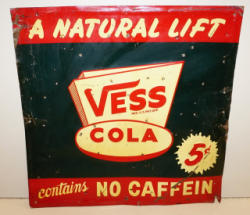 A NATURAL LIFT
VESS
COLA
5¢
contains NO CAFFEIN